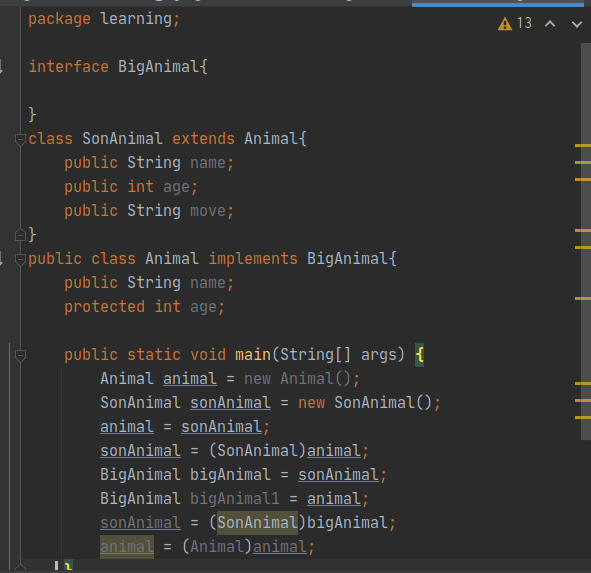 package learning;
13
interface BigAnimal{
}
class SonAnimal extends Animal{
public String name;
public int age;
public String move;
}
public class Animal implements BigAnimal{
public String name;
protected int age;
public static void main(String[] args) {
Animal animal = new Animal();
SonAnimal sonAnimal = new SonAnimal();
animal = sonAnimal;
sonAnimal = (SonAnimal)animal;
BigAnimal bigAnimal = sonAnimal;
BigAnimal bigAnimal1 = animal;
sonAnimal = (SonAnimal)bigAnimal;
animal = (Animal)animal;
}